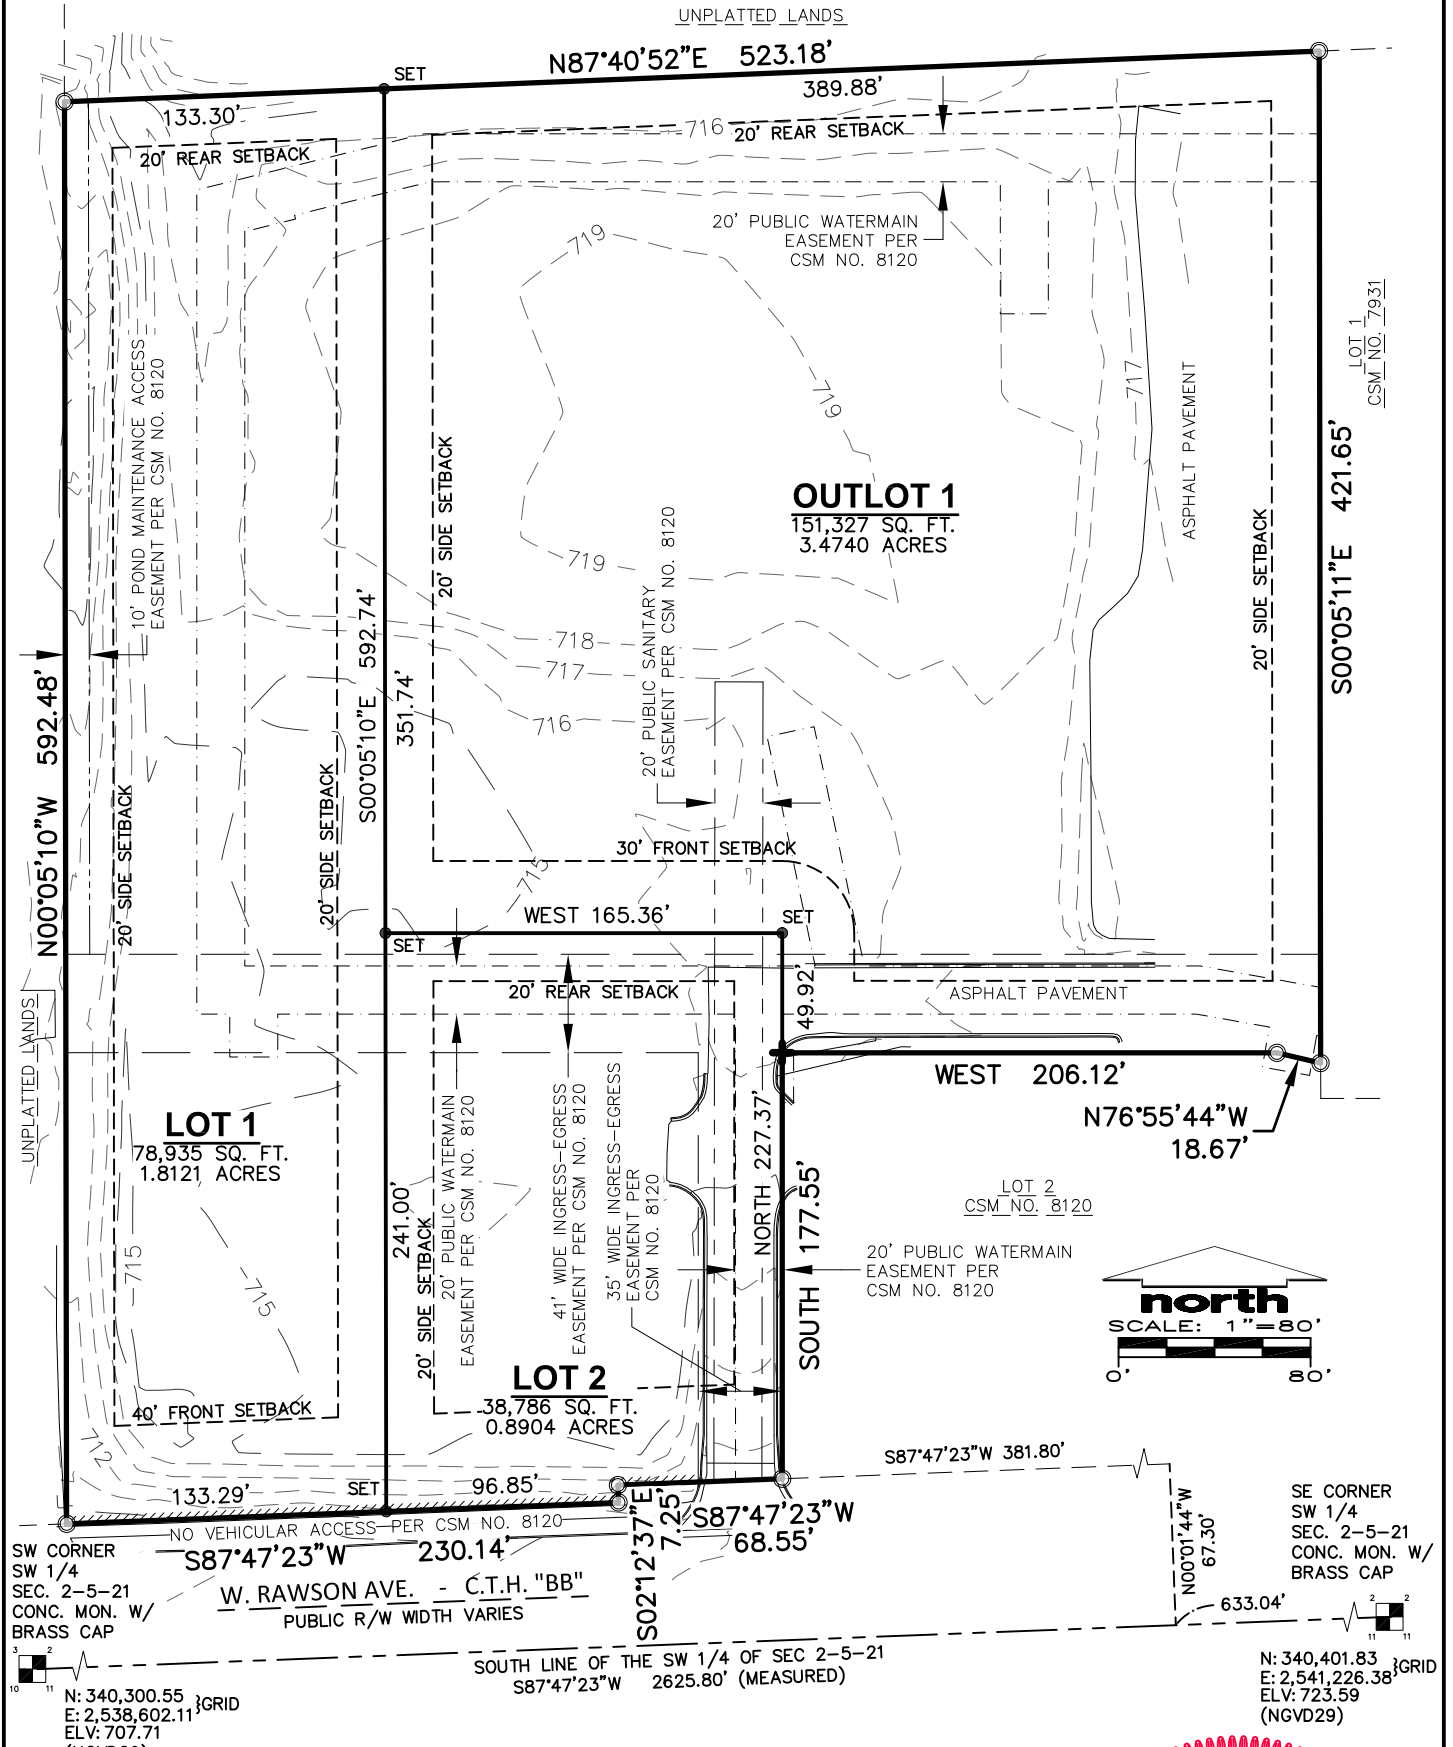 UNPLATTED LANDS
N87°40'52"E 523.18'
SET
133.30'
389.88'
716
20' REAR SETBACK
20' REAR SETBACK
719
20' PUBLIC WATERMAIN
EASEMENT PER
CSM NO. 8120
LOT 1
CSM NO. 7931
10' POND MAINTENANCE ACCESS
EASEMENT PER CSM NO. 8120
719
717
ASPHALT PAVEMENT
20' SIDE SETBACK
OUTLOT 1
151,327 SQ. FT.
3.4740 ACRES
S00°05'11"E 421.65'
20' SIDE SETBACK
719
20' PUBLIC SANITARY
EASEMENT PER CSM NO. 8120
718
717
716
N00°05'10"W 592.48'
S00°05'10"E 592.74'
351.74'
20' SIDE SETBACK
20' SIDE SETBACK
30' FRONT SETBACK
715
WEST 165.36'
SET
SET
20' REAR SETBACK
49.92'
ASPHALT PAVEMENT
UNPLATTED LANDS
WEST 206.12'
N76°55'44"W
18.67'
LOT 1
78,935 SQ. FT.
1.8121 ACRES
241.00'
20' SIDE SETBACK
20' PUBLIC WATERMAIN
EASEMENT PER CSM NO. 8120
41' WIDE INGRESS-EGRESS
EASEMENT PER CSM NO. 8120
35' WIDE INGRESS-EGRESS
EASEMENT PER
CSM NO. 8120
NORTH 227.37'
SOUTH 177.55'
LOT 2
CSM NO. 8120
20' PUBLIC WATERMAIN
EASEMENT PER
CSM NO. 8120
north
SCALE: 1"=80'
0' 80'
715
715
LOT 2
38,786 SQ. FT.
0.8904 ACRES
40' FRONT SETBACK
712
S87°47'23"W 381.80'
133.29'
SET
96.85'
NO VEHICULAR ACCESS PER CSM NO. 8120
S87°47'23"W 230.14'
S02°12'37"E
7.25'
S87°47'23"W
68.55'
N00°01'44"W
67.30'
SW CORNER
SW 1/4
SEC. 2-5-21
CONC. MON. W/
BRASS CAP
SE CORNER
SW 1/4
SEC. 2-5-21
CONC. MON. W/
BRASS CAP
W. RAWSON AVE. - C.T.H. "BB"
PUBLIC R/W WIDTH VARIES
633.04'
3 2
10 11
2 2
11 11
SOUTH LINE OF THE SW 1/4 OF SEC 2-5-21
S87°47'23"W 2625.80' (MEASURED)
N: 340,300.55
E: 2,538,602.11 }GRID
ELV: 707.71
N: 340,401.83
E: 2,541,226.38 }GRID
ELV: 723.59
(NGVD29)